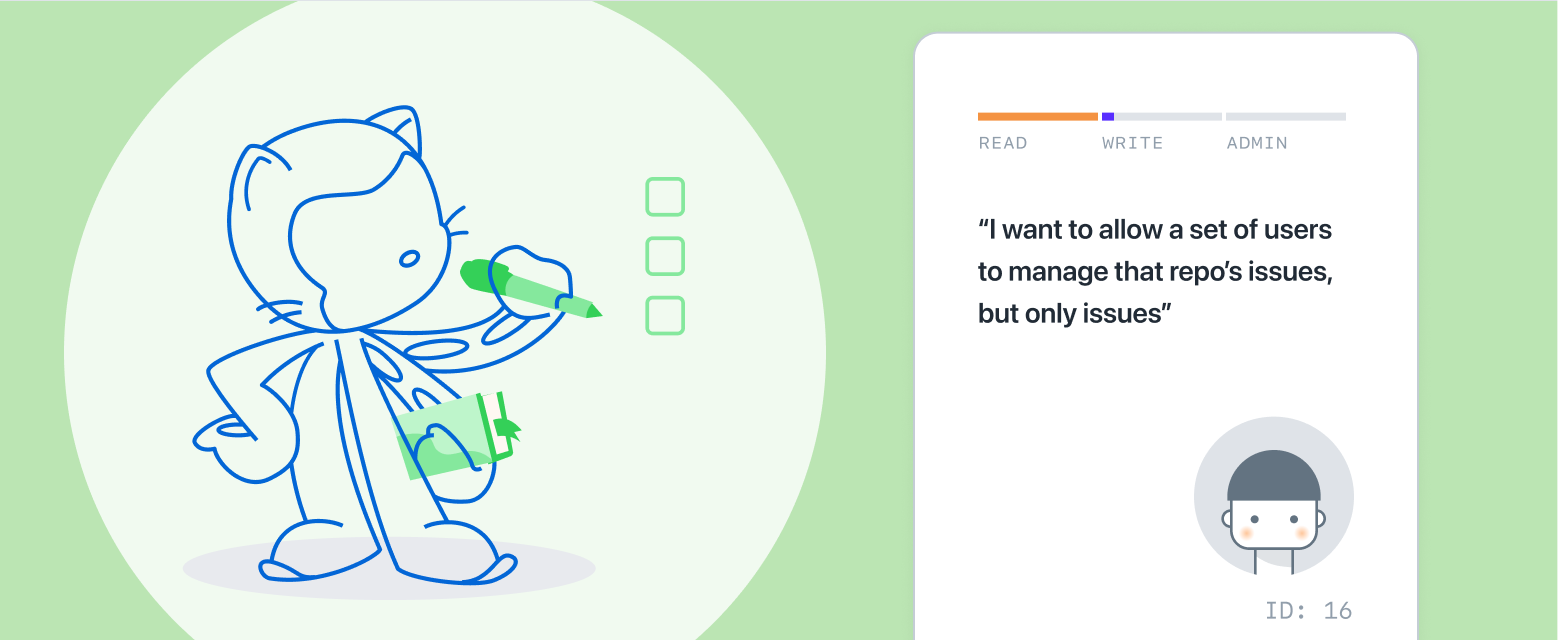 READ WRITE ADMIN
“I want to allow a set of users
to manage that repo’s issues,
but only issues”
ID: 16